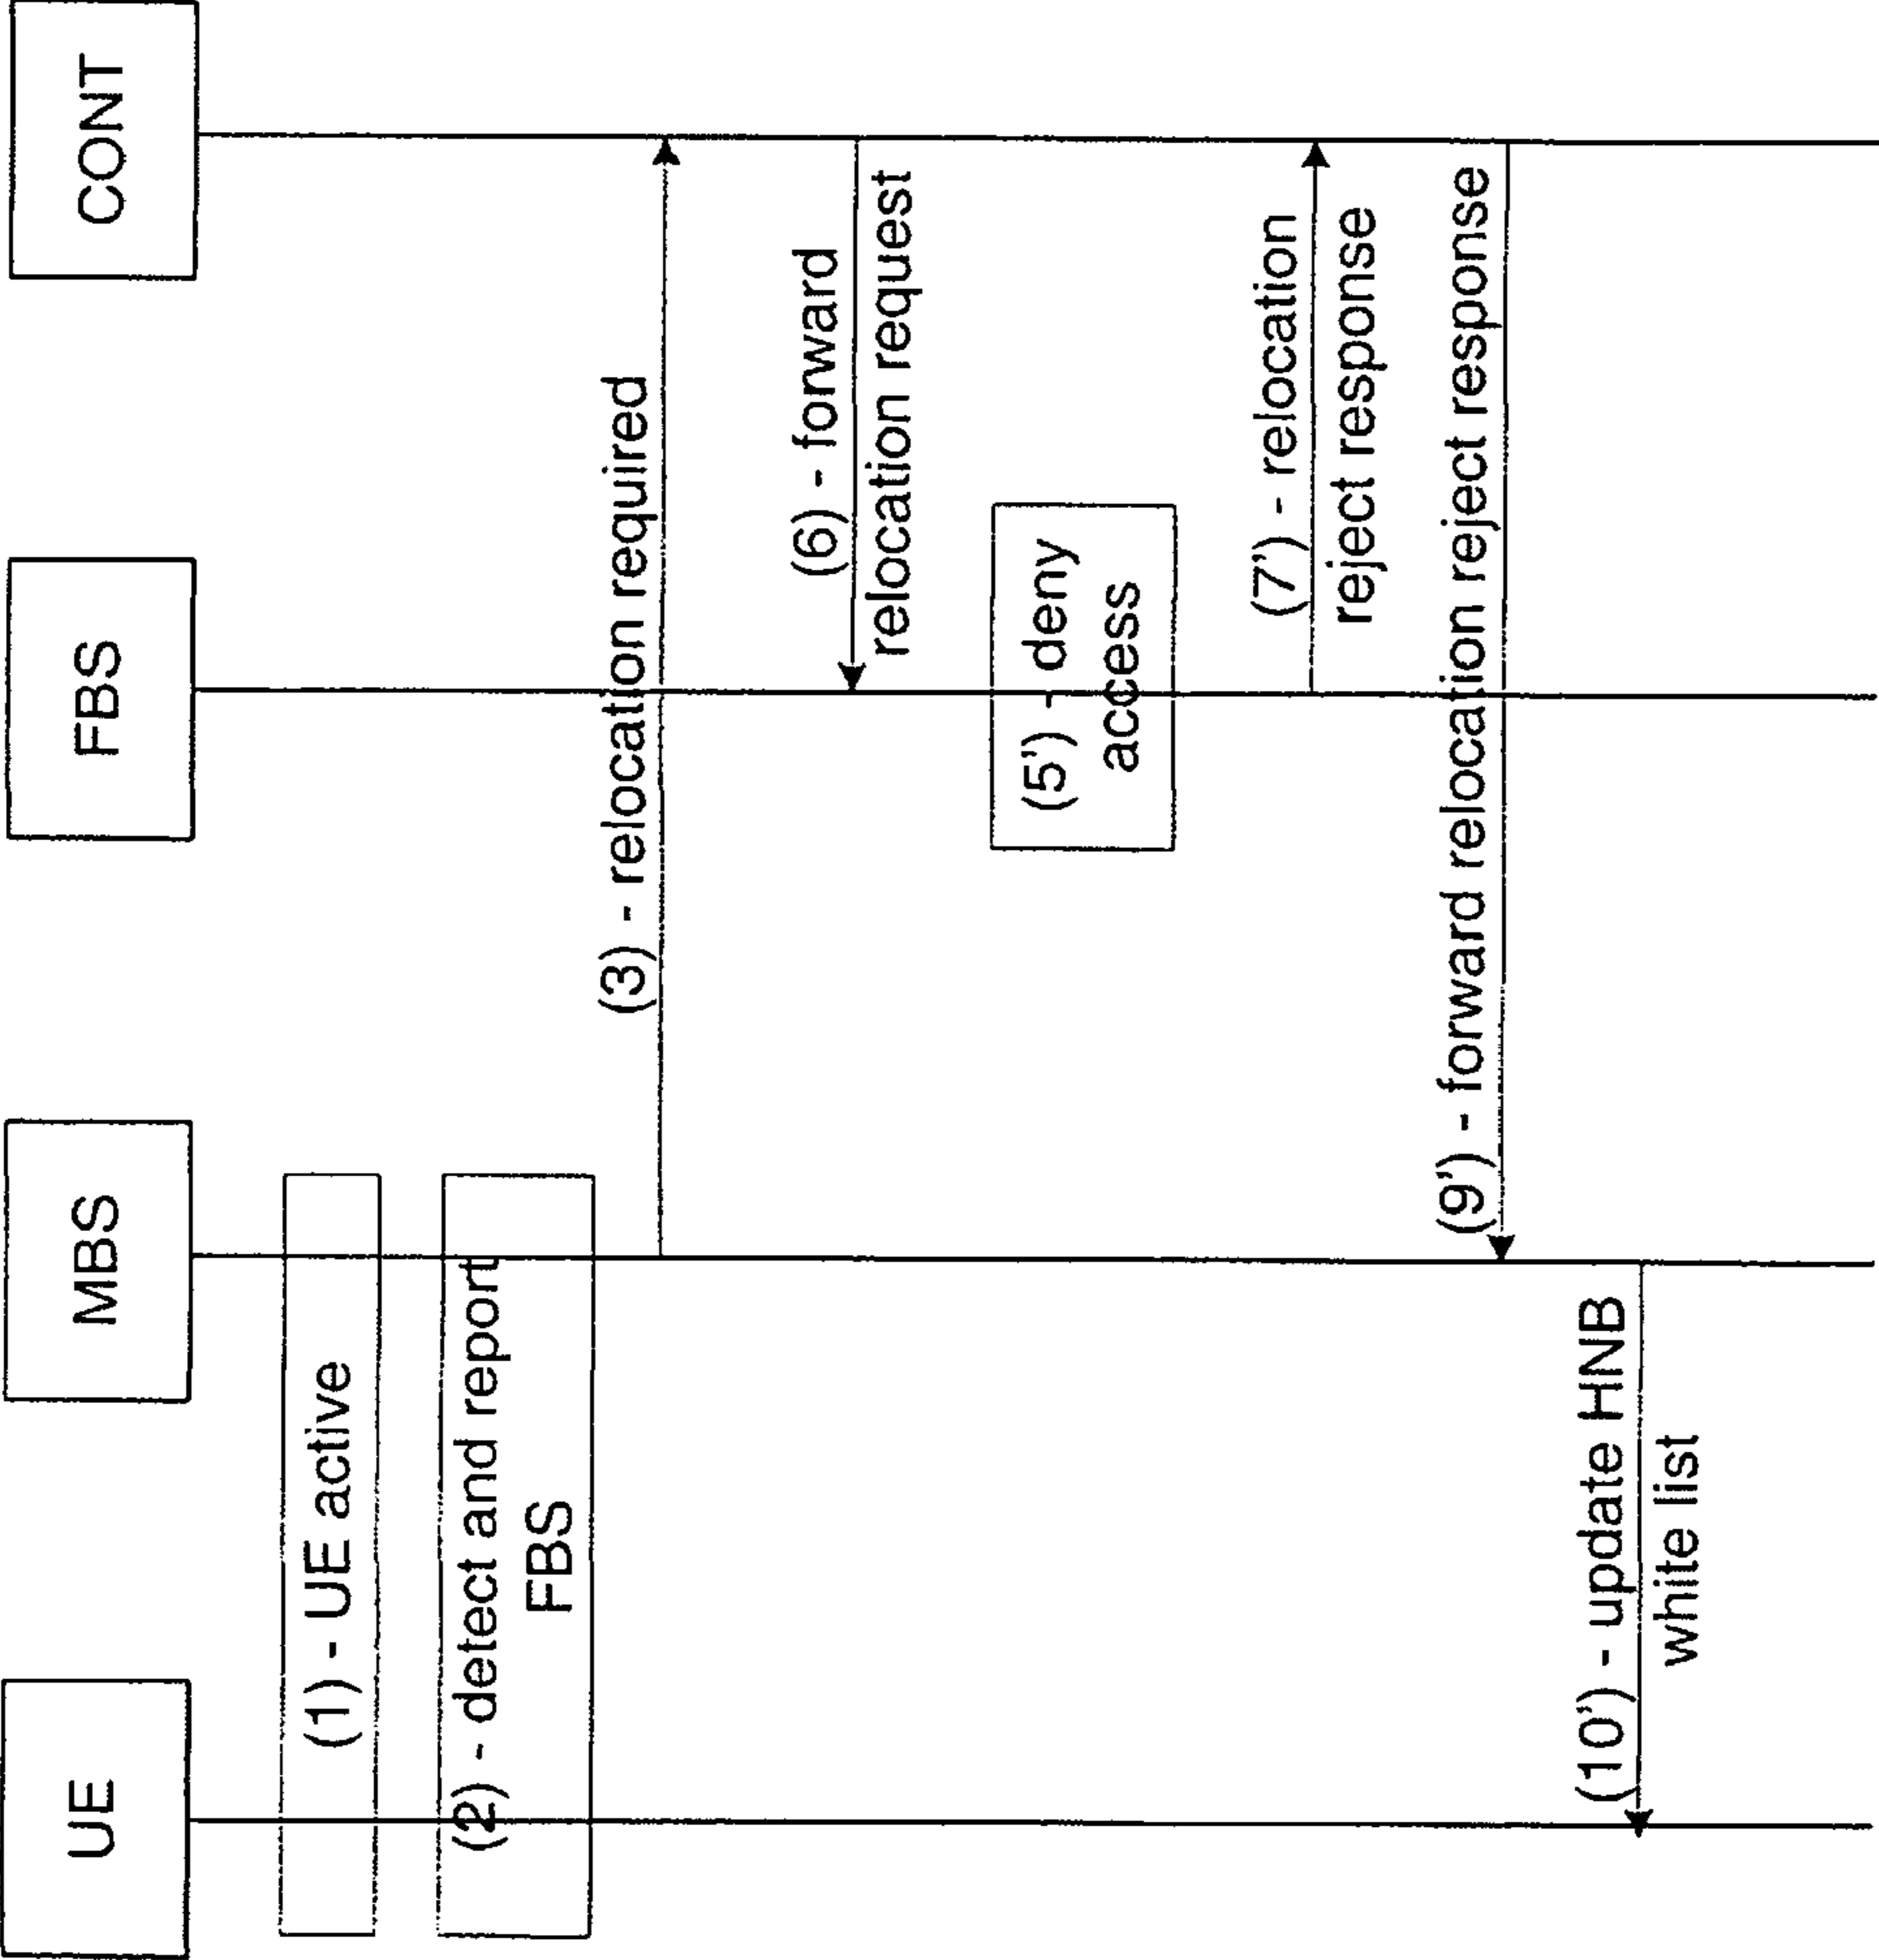 UE
MBS
FBS
CONT
(1) - UE active
(2) - detect and report
FBS
(3) - relocation required
(6) - forward
relocation request
(5') - deny
access
(7') - relocation
reject response
(9') - forward relocation reject response
(10') - update HNB
white list